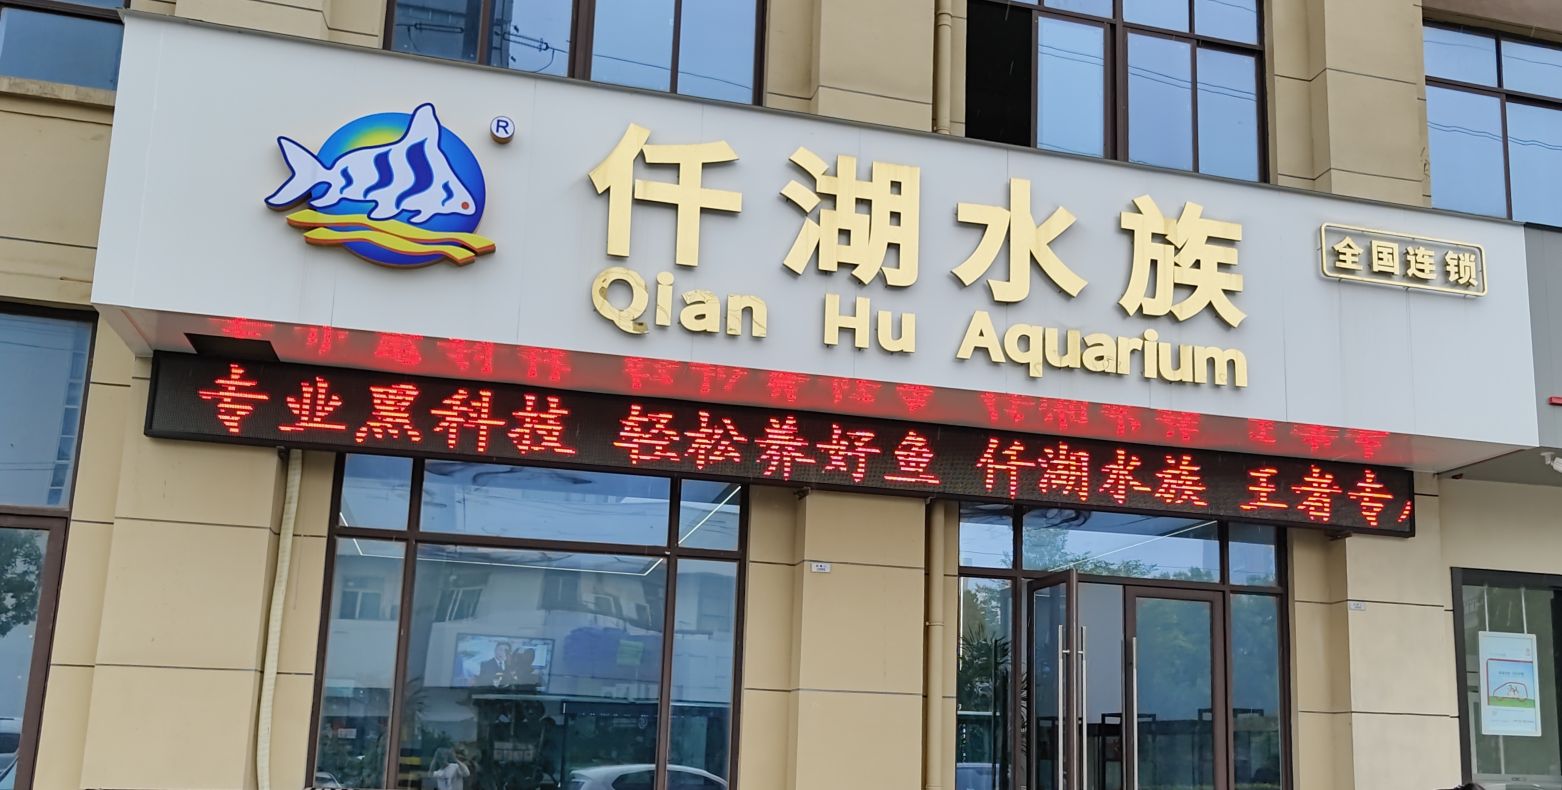 ®
仟湖水族
全国连锁
Qian Hu Aquarium
专业黑科技 轻松养好鱼 仟湖水族 王者专